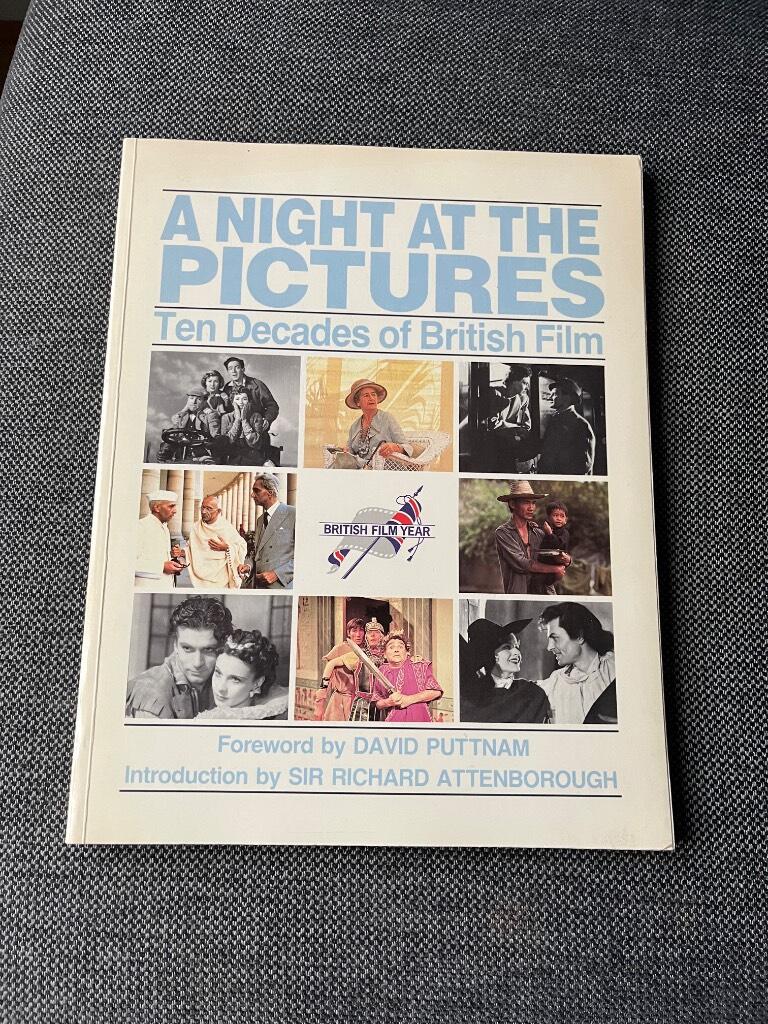 A NIGHT AT THE
PICTURES
Ten Decades of British Film
BRITISH FILM YEAR
Foreword by DAVID PUTTNAM
Introduction by SIR RICHARD ATTENBOROUGH